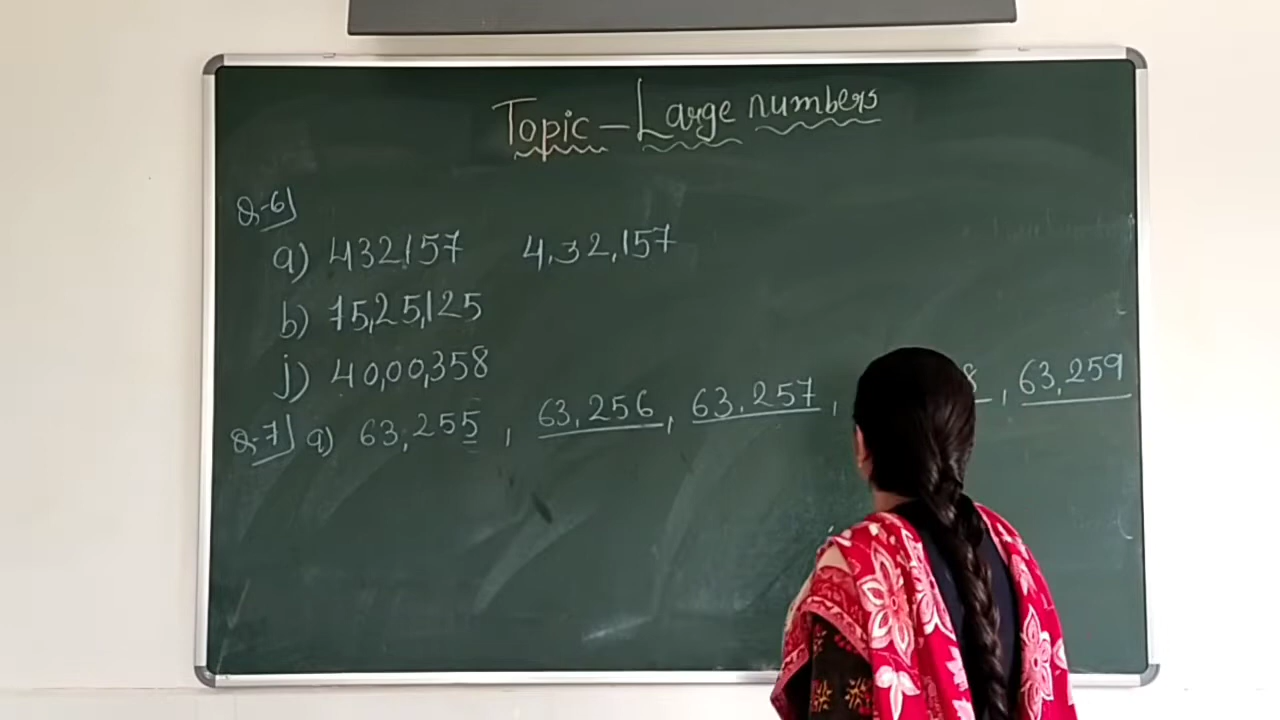 Topic - Large numbers
Q-6)
a) 432157 4,32,157
b) 75,25,125
j) 40,00,358
Q-7) a) 63,255 , 63,256 , 63,257 , 8 , 63,259